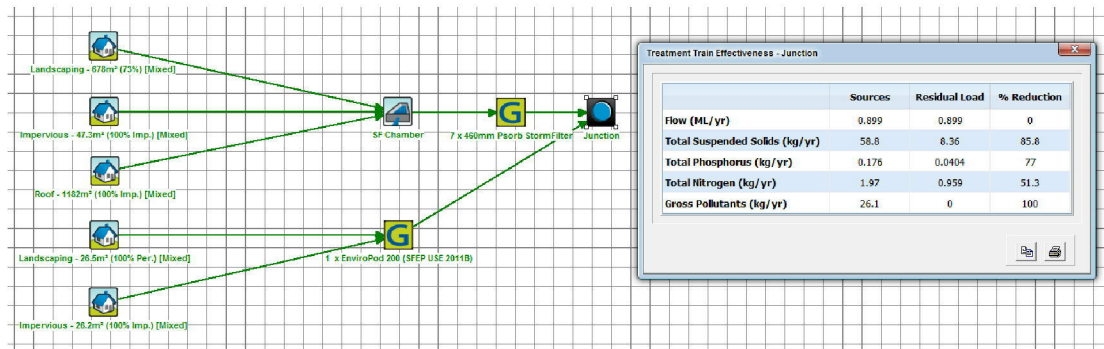 Landscaping - 678m² (73%) [Mixed]
Impervious - 47.3m² (100% Imp.) [Mixed]
SF Chamber
7 x 460mm Psorb StormFilter
Junction
Roof - 1182m² (100% Imp.) [Mixed]
Landscaping - 26.5m² (100% Per.) [Mixed]
1 x EnviroPod 200 (SFEP USE 2011B)
Impervious - 26.2m² (100% Imp.) [Mixed]
G
G
Treatment Train Effectiveness - Junction
Sources Residual Load % Reduction
Flow (ML/yr) 0.899 0.899 0
Total Suspended Solids (kg/yr) 58.8 8.36 85.8
Total Phosphorus (kg/yr) 0.176 0.0404 77
Total Nitrogen (kg/yr) 1.97 0.959 51.3
Gross Pollutants (kg/yr) 26.1 0 100